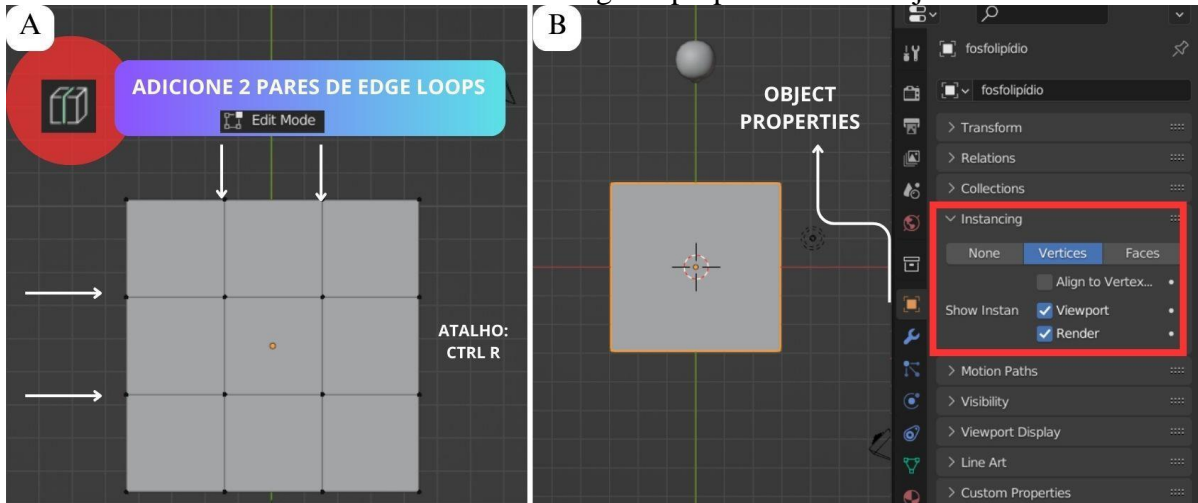 A
ADICIONE 2 PARES DE EDGE LOOPS
Edit Mode
ATALHO:
CTRL R
B
OBJECT
PROPERTIES
fosfolipídio
fosfolipídio
Transform
Relations
Collections
Instancing
None Vertices Faces
Align to Vertex...
Show Instan Viewport
Render
Motion Paths
Visibility
Viewport Display
Line Art
Custom Properties